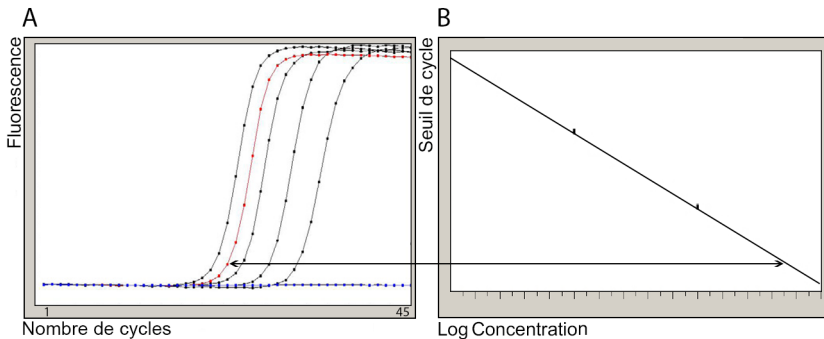 A
Fluorescence
1
45
Nombre de cycles
B
Seuil de cycle
Log Concentration